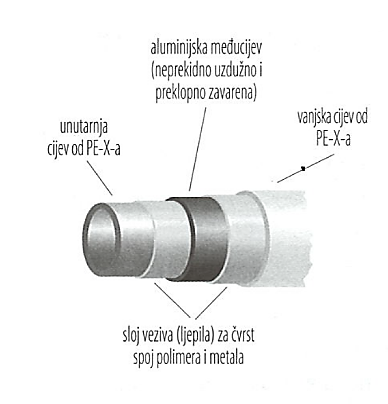 aluminijska međucijev
(neprekidno uzdužno i
preklopno zavarena)
vanjska cijev od
PE-X-a
unutarnja
cijev od PE-X-a
sloj veziva (ljepila) za čvrst
spoj polimera i metala